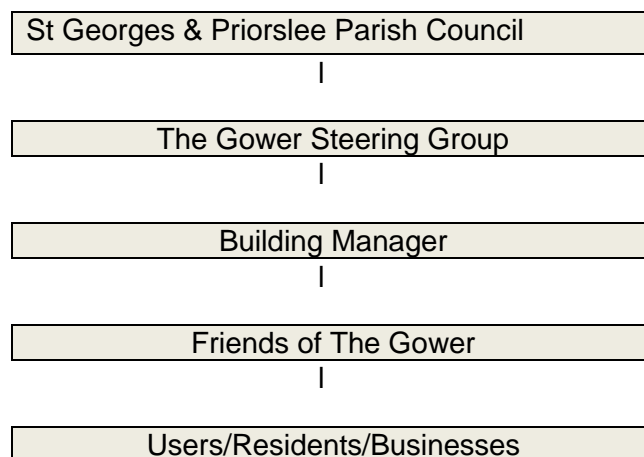 St Georges & Priorslee Parish Council
I
The Gower Steering Group
I
Building Manager
I
Friends of The Gower
I
Users/Residents/Businesses